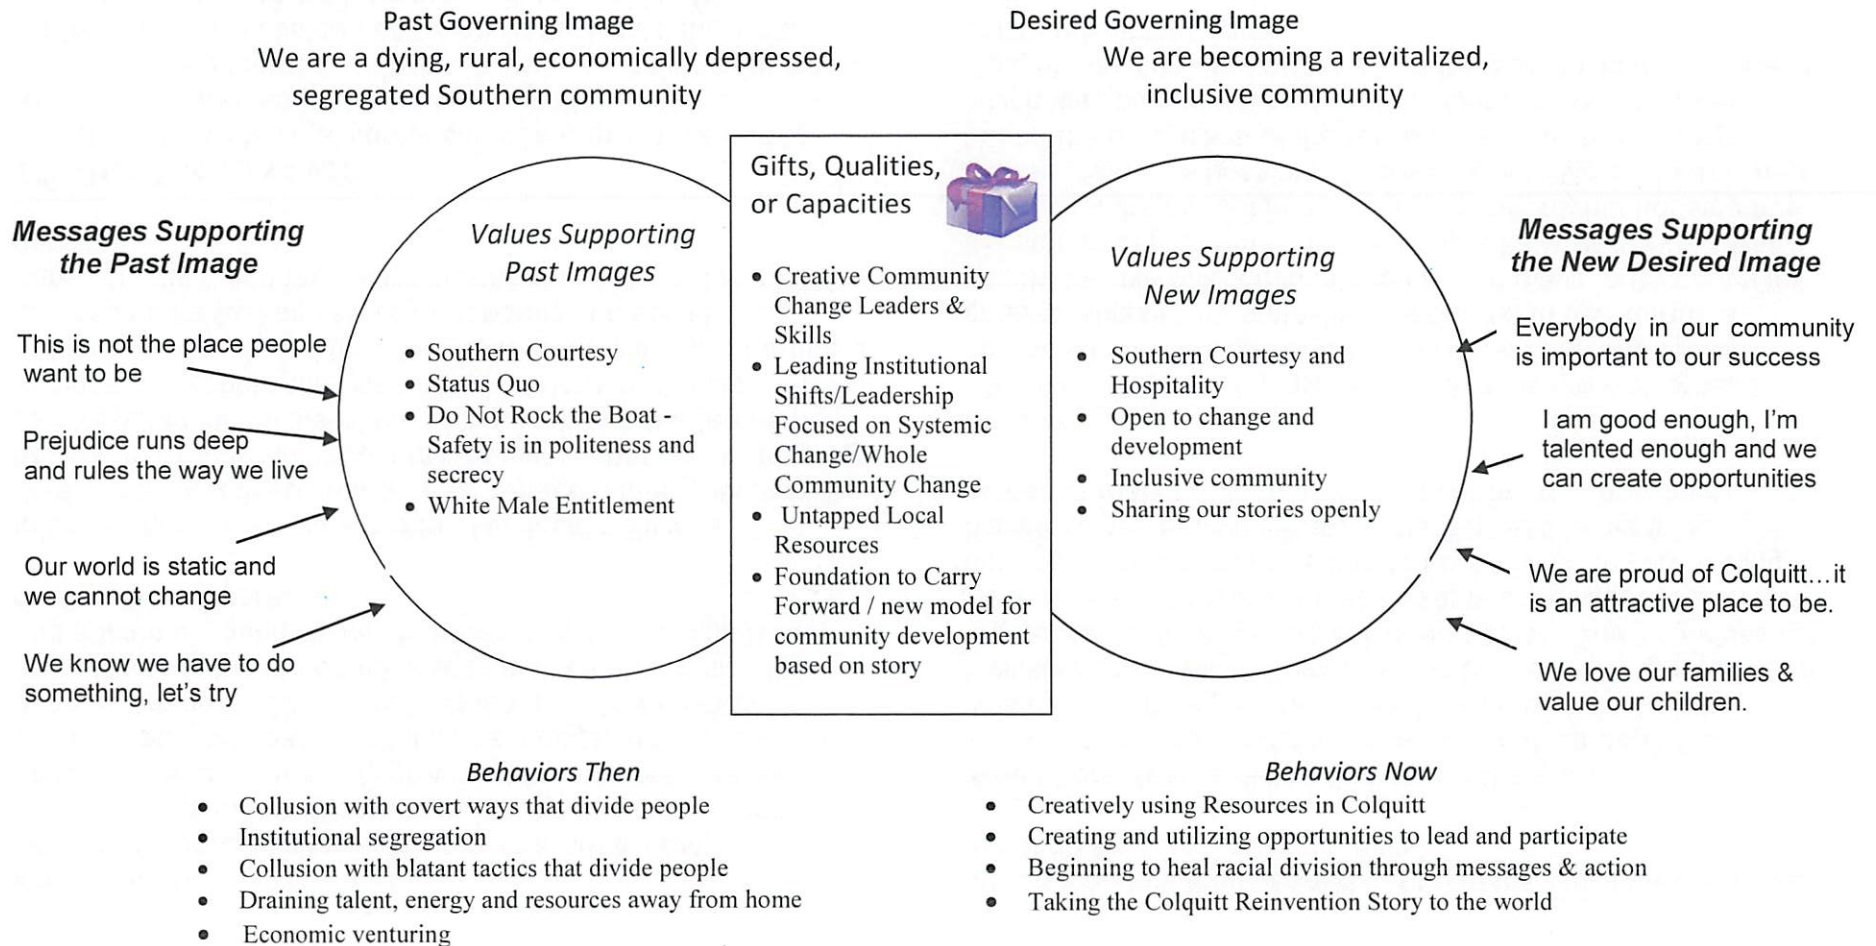 Past Governing Image
We are a dying, rural, economically depressed,
segregated Southern community
Desired Governing Image
We are becoming a revitalized,
inclusive community
Messages Supporting
the Past Image
This is not the place people
want to be
Prejudice runs deep
and rules the way we live
Our world is static and
we cannot change
We know we have to do
something, let's try
Values Supporting
Past Images
• Southern Courtesy
• Status Quo
• Do Not Rock the Boat -
Safety is in politeness and
secrecy
• White Male Entitlement
Gifts, Qualities,
or Capacities
• Creative Community
Change Leaders &
Skills
• Leading Institutional
Shifts/Leadership
Focused on Systemic
Change/Whole
Community Change
• Untapped Local
Resources
• Foundation to Carry
Forward / new model for
community development
based on story
Values Supporting
New Images
• Southern Courtesy and
Hospitality
• Open to change and
development
• Inclusive community
• Sharing our stories openly
Messages Supporting
the New Desired Image
Everybody in our community
is important to our success
I am good enough, I'm
talented enough and we
can create opportunities
We are proud of Colquitt...it
is an attractive place to be.
We love our families &
value our children.
Behaviors Then
• Collusion with covert ways that divide people
• Institutional segregation
• Collusion with blatant tactics that divide people
• Draining talent, energy and resources away from home
• Economic venturing
Behaviors Now
• Creatively using Resources in Colquitt
• Creating and utilizing opportunities to lead and participate
• Beginning to heal racial division through messages & action
• Taking the Colquitt Reinvention Story to the world